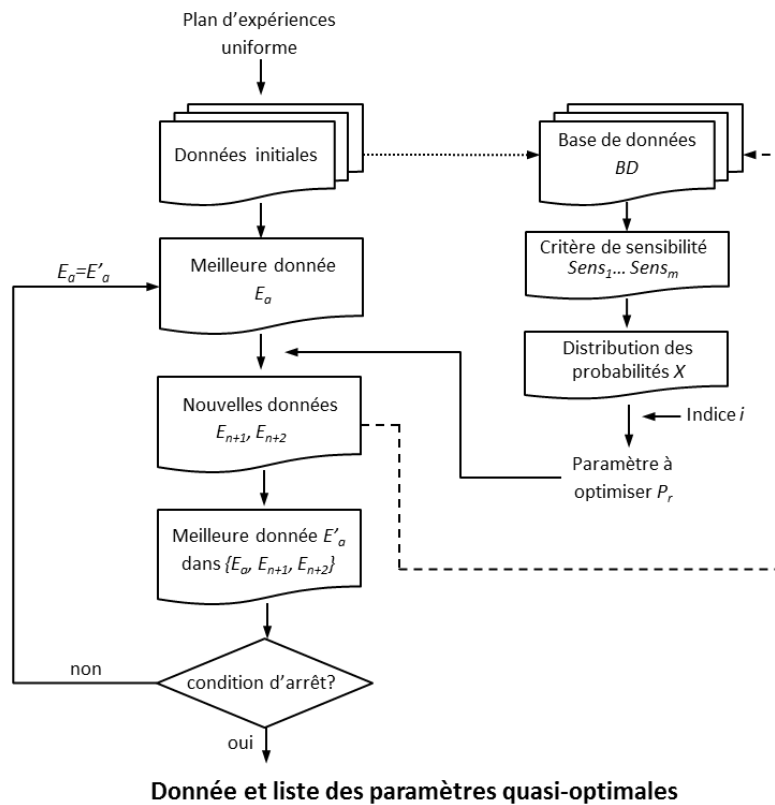 Plan d'expériences
uniforme
Données initiales
Base de données
BD
Meilleure donnée
Eₐ
Critère de sensibilité
Sens₁... Sensₘ
Eₐ=E'ₐ
Distribution des
probabilités X
Nouvelles données
Eₙ₊₁, Eₙ₊₂
Indice i
Paramètre à
optimiser Pᵣ
Meilleure donnée E'ₐ
dans {Eₐ, Eₙ₊₁, Eₙ₊₂}
non
condition d'arrêt?
oui
Donnée et liste des paramètres quasi-optimales